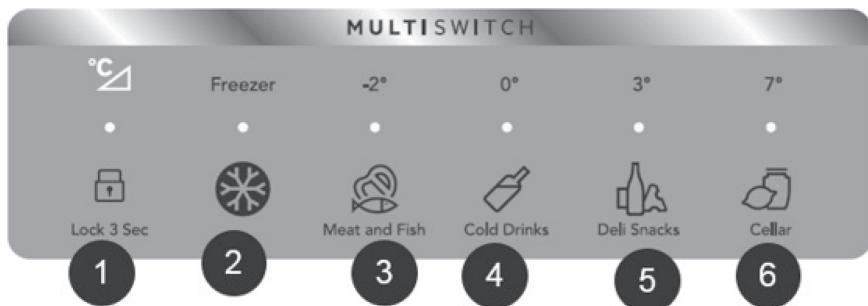 MULTISWITCH
°C Freezer -2° 0° 3° 7°
Lock 3 Sec Meat and Fish Cold Drinks Deli Snacks Cellar
1 2 3 4 5 6